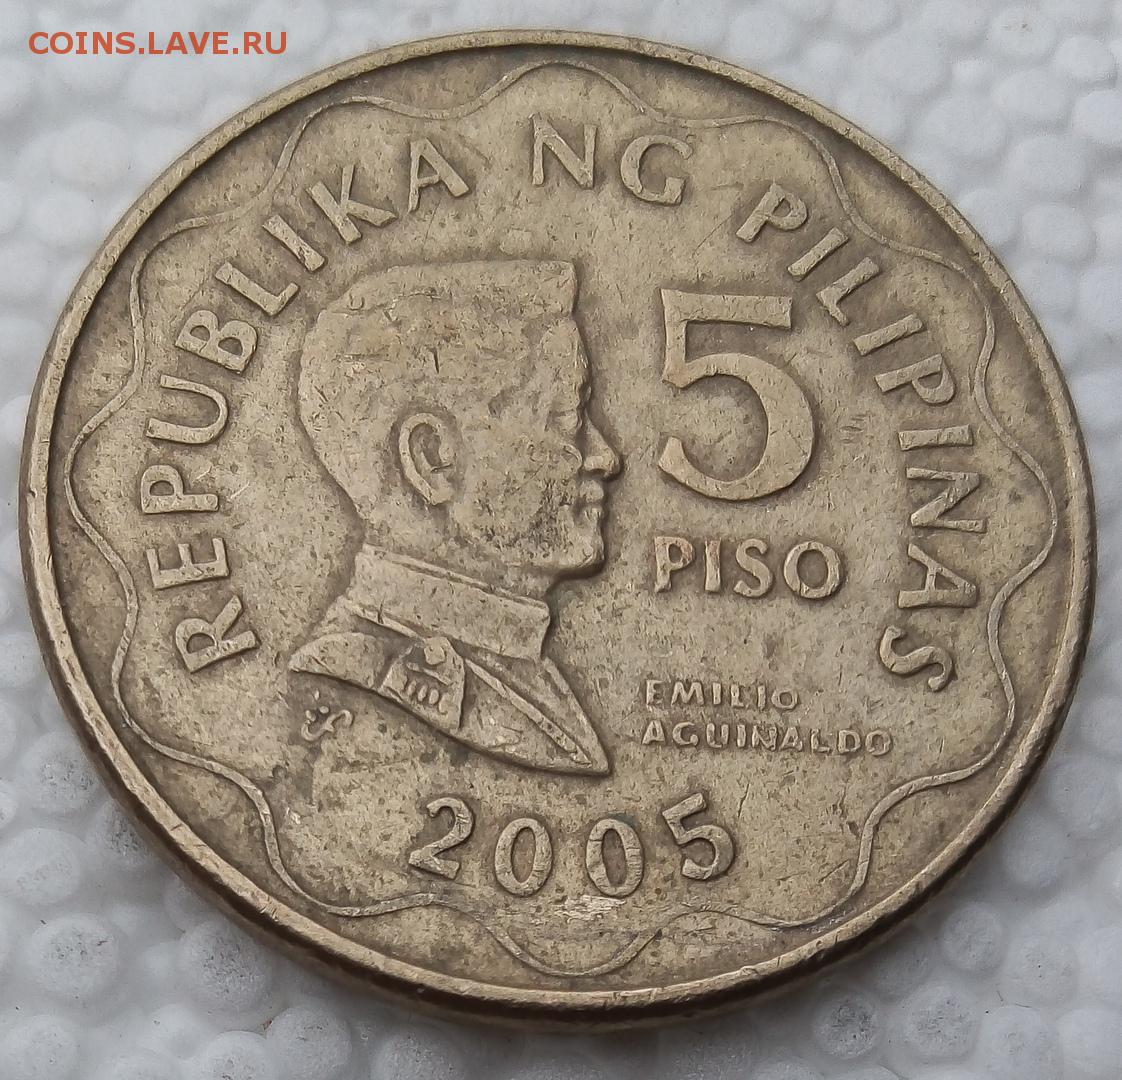 COINS.LAVE.RU
REPUBLIKA NG PILIPINAS
5
PISO
EMILIO
AGUINALDO
2005